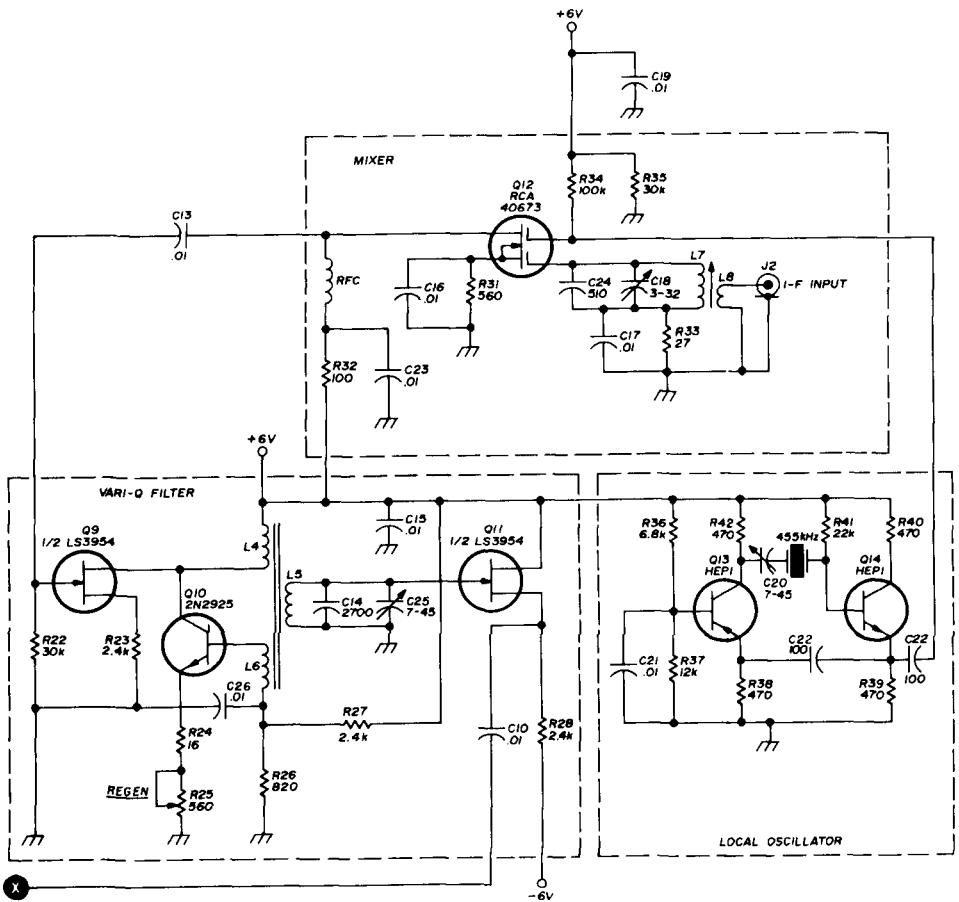 +6V
C19
.01
MIXER
Q12
RCA
40673
R34
100k
R35
30k
C13
.01
RFC
C16
.01
R31
560
C24
510
C18
3-32
L7
L8
J2
I-F INPUT
C17
.01
R33
27
R32
100
C23
.01
+6V
VARI-Q FILTER
Q9
1/2 LS3954
L4
C15
.01
Q11
1/2 LS3954
Q10
2N2925
L5
C14
2700
C25
7-45
R22
30k
R23
2.4k
L6
C26
.01
R27
2.4k
R24
16
REGEN
R25
560
R26
820
C10
.01
R28
2.4k
R36
6.8k
R42
470
455kHz
R41
22k
R40
470
Q13
HEP1
C20
7-45
Q14
HEP1
C21
.01
R37
12k
C22
100
C22
100
R38
470
R39
470
LOCAL OSCILLATOR
X
-6V